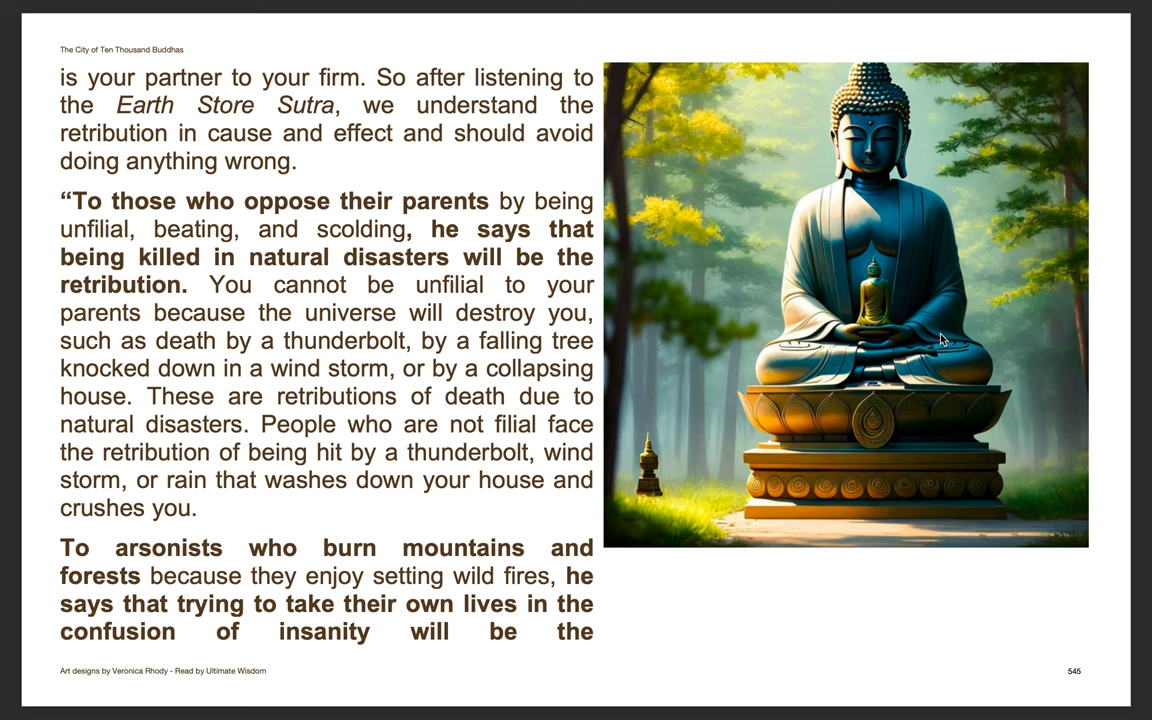 The City of Ten Thousand Buddhas
is your partner to your firm. So after listening to
the Earth Store Sutra, we understand the
retribution in cause and effect and should avoid
doing anything wrong.
“To those who oppose their parents by being
unfilial, beating, and scolding, he says that
being killed in natural disasters will be the
retribution. You cannot be unfilial to your
parents because the universe will destroy you,
such as death by a thunderbolt, by a falling tree
knocked down in a wind storm, or by a collapsing
house. These are retributions of death due to
natural disasters. People who are not filial face
the retribution of being hit by a thunderbolt, wind
storm, or rain that washes down your house and
crushes you.
To arsonists who burn mountains and
forests because they enjoy setting wild fires, he
says that trying to take their own lives in the
confusion of insanity will be the
Art designs by Veronica Rhody - Read by Ultimate Wisdom
545